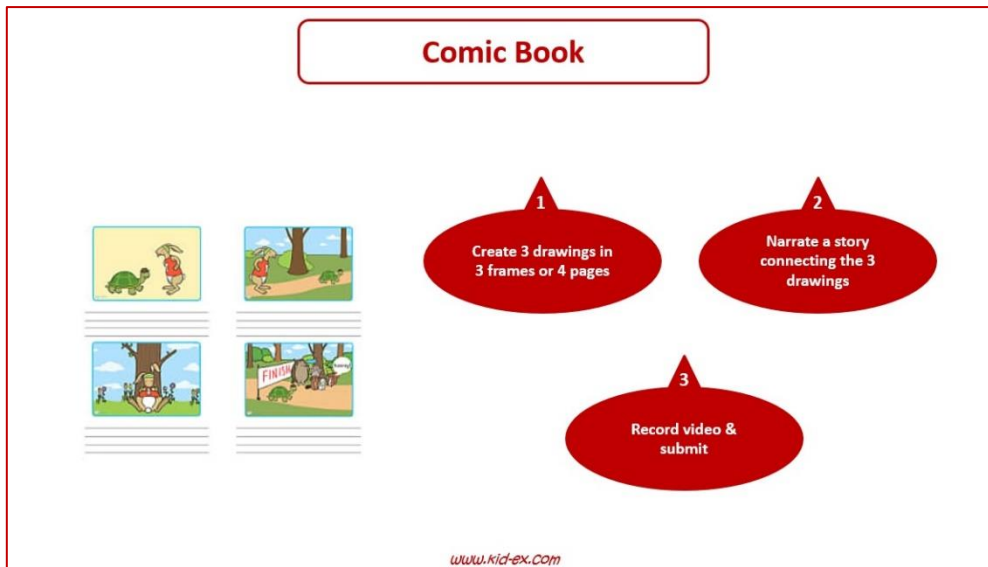 Comic Book
1
Create 3 drawings in
3 frames or 4 pages
2
Narrate a story
connecting the 3
drawings
FINISH
Hooray!
3
Record video &
submit
www.kid-ex.com